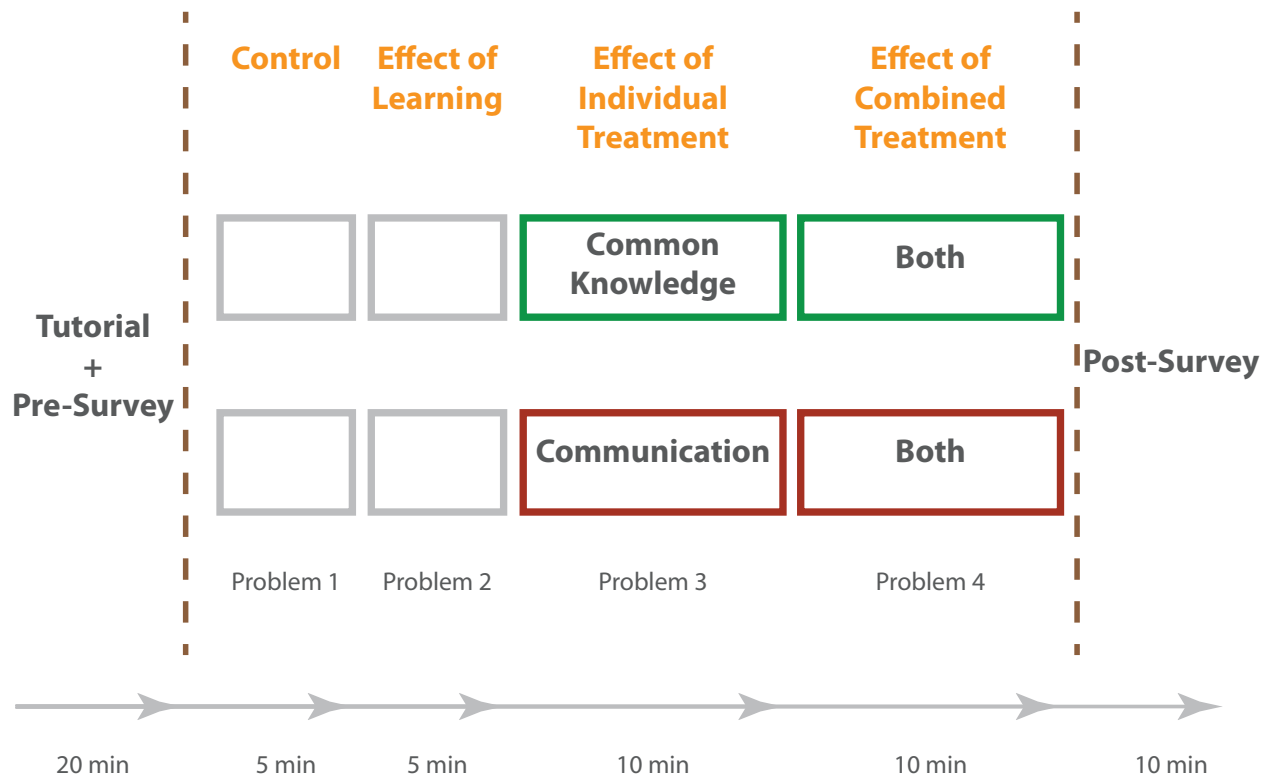 Control
Effect of
Learning
Effect of
Individual
Treatment
Effect of
Combined
Treatment
Common
Knowledge
Both
Tutorial
+
Pre-Survey
Post-Survey
Communication
Both
Problem 1
Problem 2
Problem 3
Problem 4
20 min
5 min
5 min
10 min
10 min
10 min